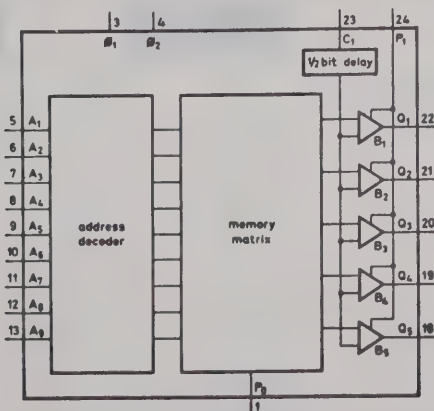 3 4 23 24
Ø₁ Ø₂ C₁ P₁
½ bit delay
5 A₁ Q₁ 22
B₁
6 A₂ Q₂ 21
7 A₃ B₂
8 A₄ Q₃ 20
9 A₅ address decoder memory matrix B₃
10 A₆ Q₄ 19
11 A₇ B₄
12 A₈ Q₅ 18
13 A₉ B₅
P₀
1